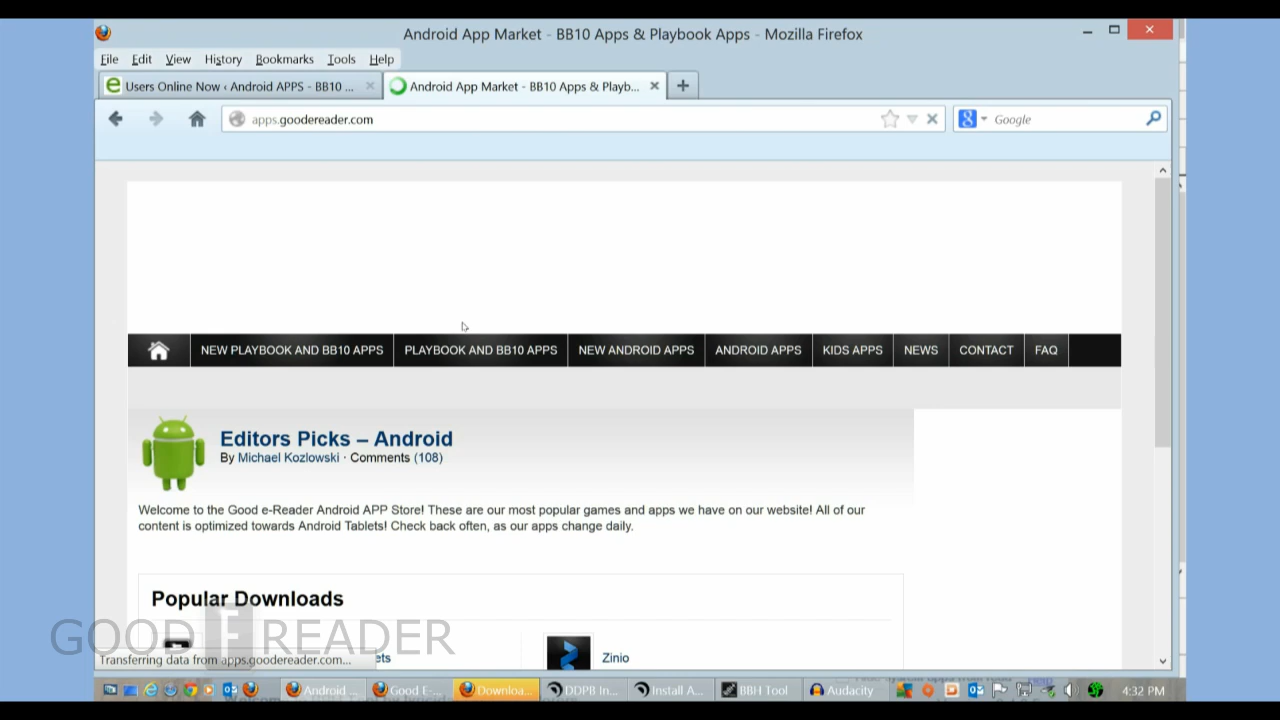 Android App Market - BB10 Apps & Playbook Apps - Mozilla Firefox
File Edit View History Bookmarks Tools Help
Users Online Now ‹ Android APPS - BB10 ...
Android App Market - BB10 Apps & Playb...
apps.goodereader.com
Google
NEW PLAYBOOK AND BB10 APPS PLAYBOOK AND BB10 APPS NEW ANDROID APPS ANDROID APPS KIDS APPS NEWS CONTACT FAQ
Editors Picks – Android
By Michael Kozlowski · Comments (108)
Welcome to the Good e-Reader Android APP Store! These are our most popular games and apps we have on our website! All of our
content is optimized towards Android Tablets! Check back often, as our apps change daily.
Popular Downloads
GOOD E READER
ets Zinio
Transferring data from apps.goodereader.com...
Android ... Good E-... Downloa... DDPB In... Install A... BBH Tool Audacity 4:32 PM